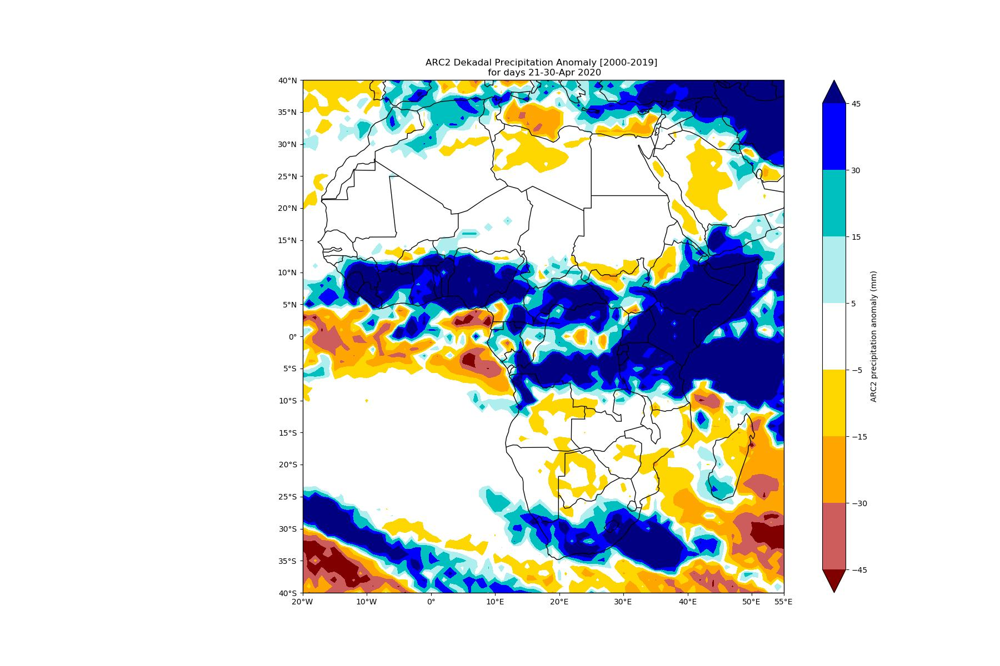 ARC2 Dekadal Precipitation Anomaly [2000-2019]
for days 21-30-Apr 2020
40°N
35°N
30°N
25°N
20°N
15°N
10°N
5°N
0°
5°S
10°S
15°S
20°S
25°S
30°S
35°S
40°S
20°W 10°W 0° 10°E 20°E 30°E 40°E 50°E 55°E
45
30
15
5
−5
−15
−30
−45
ARC2 precipitation anomaly (mm)